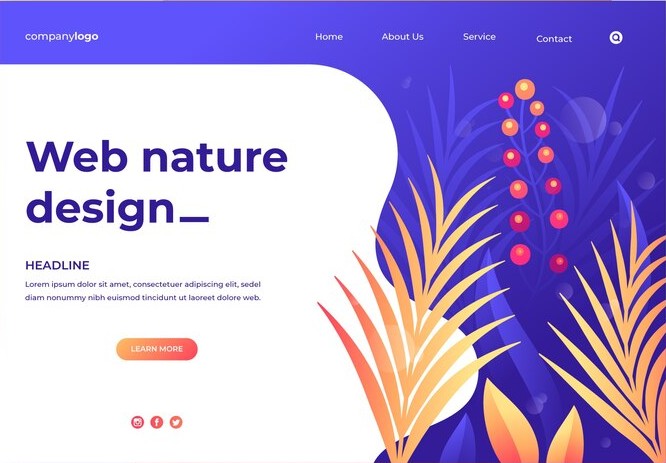 companylogo
Home About Us Service Contact
Web nature
design_
HEADLINE
Lorem ipsum dolor sit amet, consectetuer adipiscing elit, sedel
diam nonummy nibh euismod tincidunt ut laoreet dolore web.
LEARN MORE